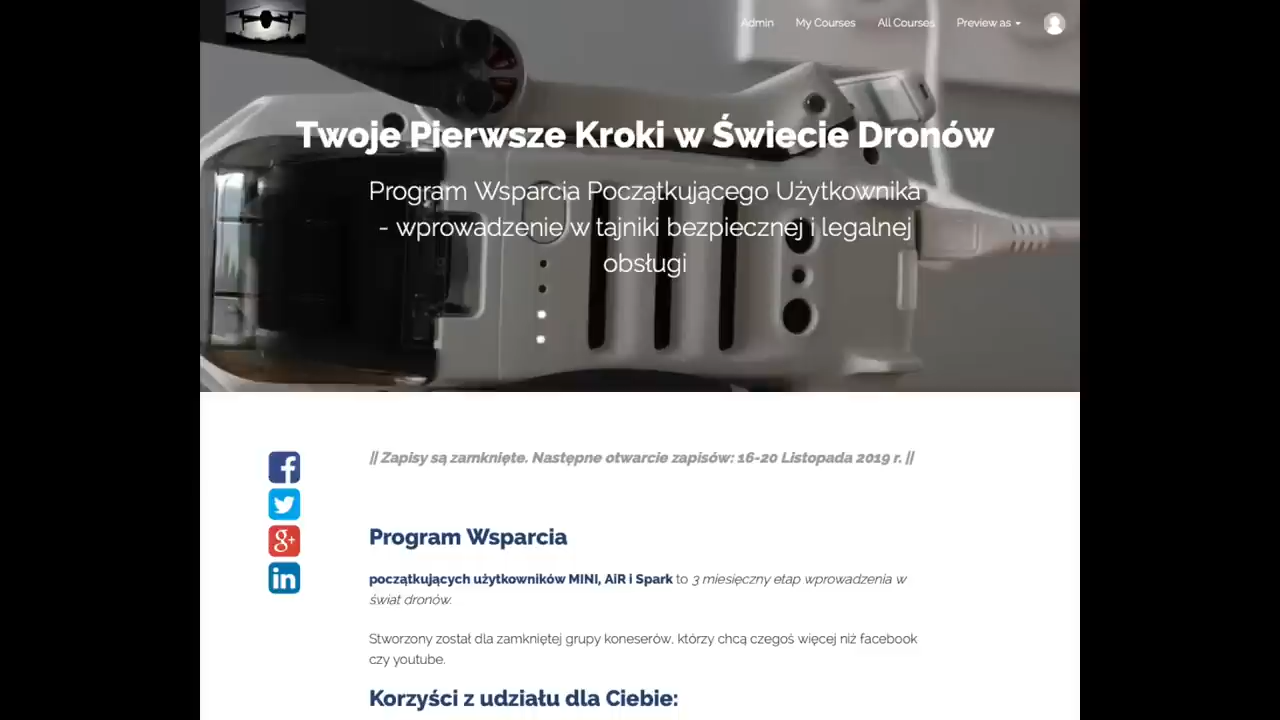 Admin My Courses All Courses Preview as
Twoje Pierwsze Kroki w Świecie Dronów
Program Wsparcia Początkującego Użytkownika
- wprowadzenie w tajniki bezpiecznej i legalnej
obsługi
|| Zapisy są zamknięte. Następne otwarcie zapisów: 16-20 Listopada 2019 r. ||
Program Wsparcia
początkujących użytkowników MINI, AiR i Spark to 3 miesięczny etap wprowadzenia w
świat dronów.
Stworzony został dla zamkniętej grupy koneserów, którzy chcą czegoś więcej niż facebook
czy youtube.
Korzyści z udziału dla Ciebie: